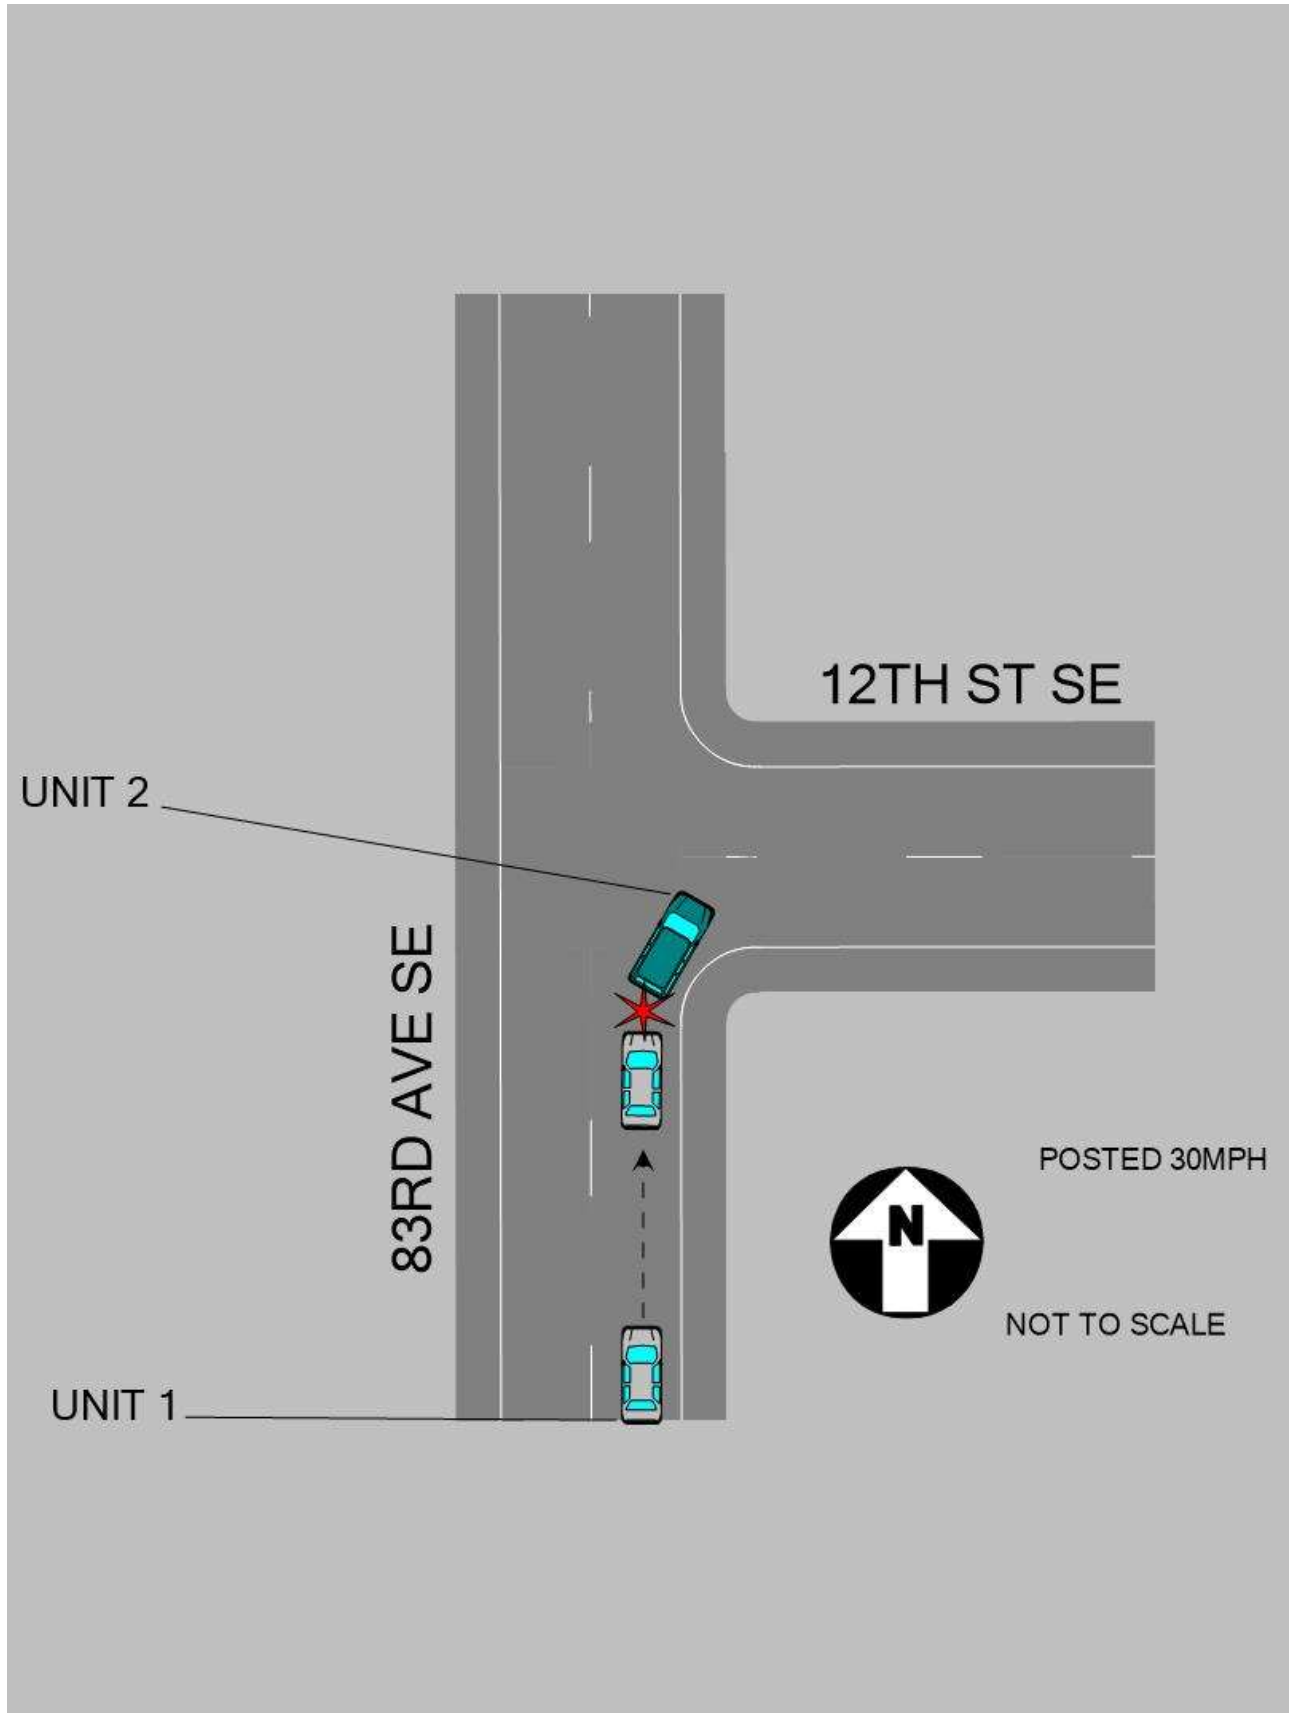 12TH ST SE
UNIT 2
83RD AVE SE
POSTED 30MPH
N
NOT TO SCALE
UNIT 1